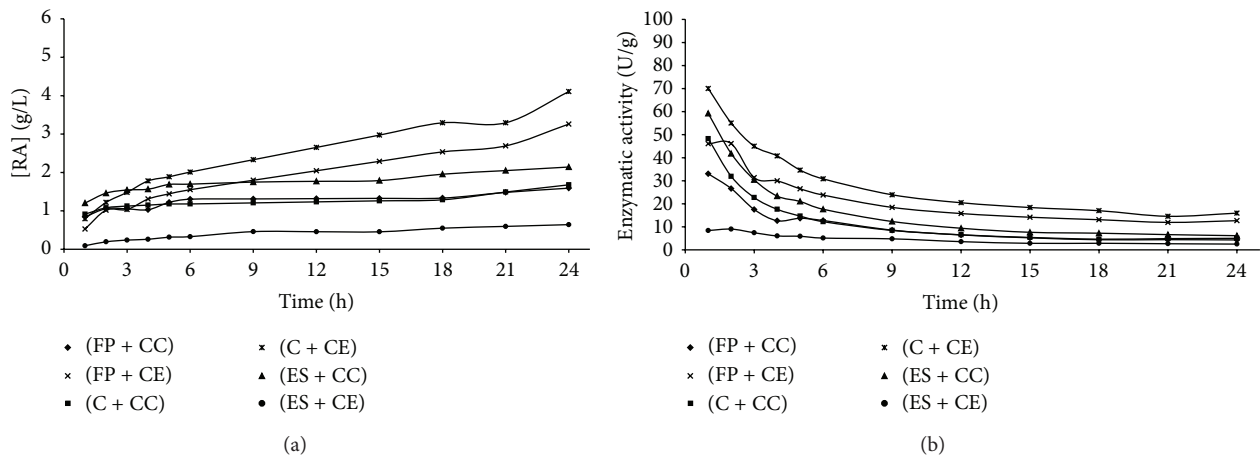 [RA] (g/L)
6
5
4
3
2
1
0
0 3 6 9 12 15 18 21 24
Time (h)
(FP + CC)
(FP + CE)
(C + CC)
(C + CE)
(ES + CC)
(ES + CE)
(a)
Enzymatic activity (U/g)
100
90
80
70
60
50
40
30
20
10
0
0 3 6 9 12 15 18 21 24
Time (h)
(FP + CC)
(FP + CE)
(C + CC)
(C + CE)
(ES + CC)
(ES + CE)
(b)